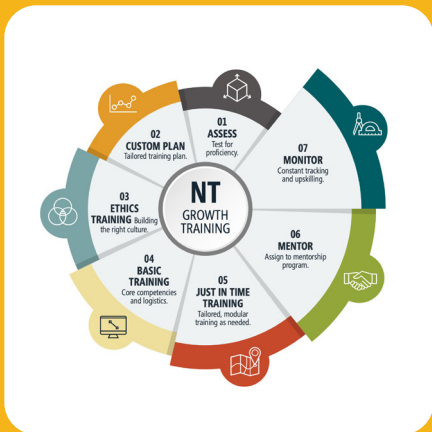 NT
GROWTH
TRAINING
01
ASSESS
Test for
proficiency.
02
CUSTOM PLAN
Tailored training plan.
03
ETHICS
TRAINING Building
the right culture.
04
BASIC
TRAINING
Core competencies
and logistics.
05
JUST IN TIME
TRAINING
Tailored, modular
training as needed.
06
MENTOR
Assign to mentorship
program.
07
MONITOR
Constant tracking
and upskilling.